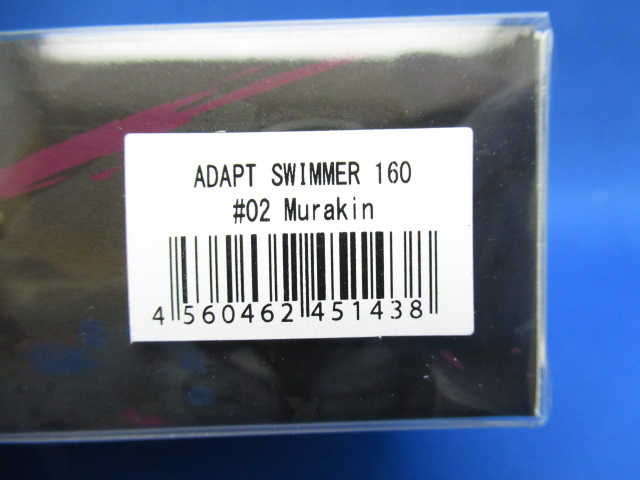 ADAPT SWIMMER 160
#02 Murakin
4 560462 451438